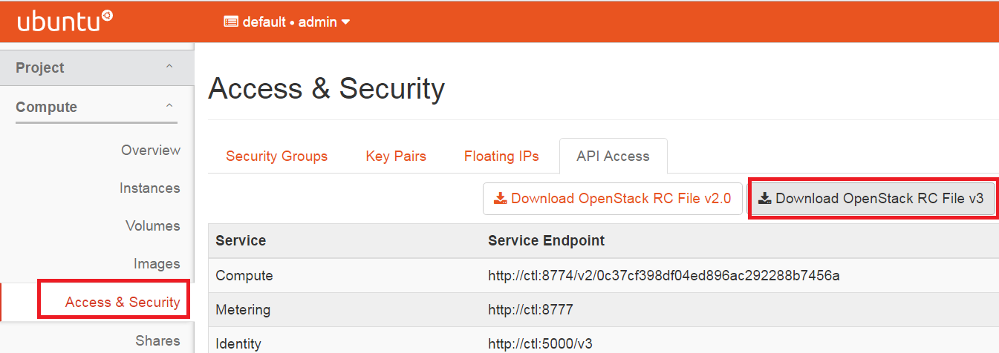 ubuntu
default • admin
Project
Compute
Overview
Instances
Volumes
Images
Access & Security
Shares
Access & Security
Security Groups Key Pairs Floating IPs API Access
Download OpenStack RC File v2.0 Download OpenStack RC File v3
Service Service Endpoint
Compute http://ctl:8774/v2/0c37cf398df04ed896ac292288b7456a
Metering http://ctl:8777
Identity http://ctl:5000/v3